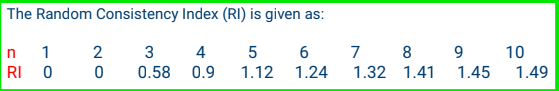 The Random Consistency Index (RI) is given as:
n 1 2 3 4 5 6 7 8 9 10
RI 0 0 0.58 0.9 1.12 1.24 1.32 1.41 1.45 1.49